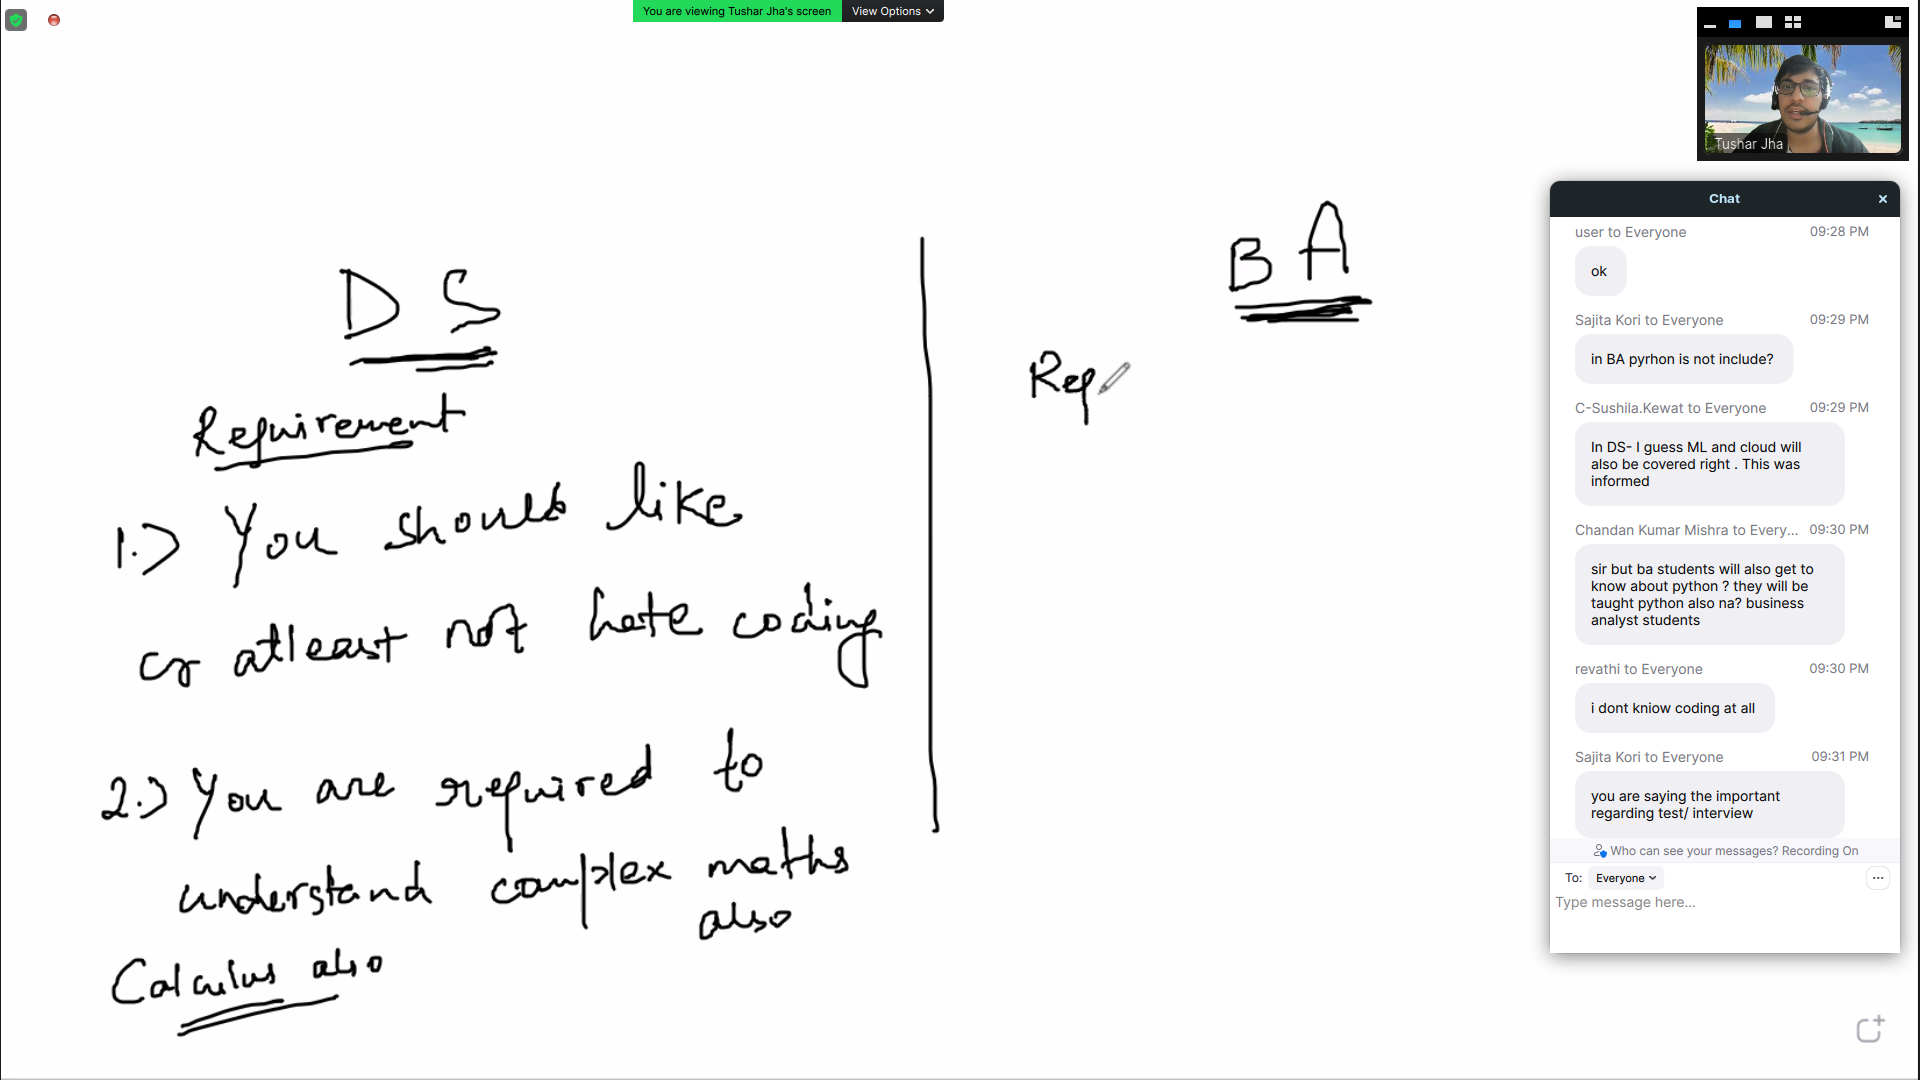 You are viewing Tushar Jha's screen View Options
Tushar Jha
D S
Requirement
1.) You should like
or atleast not hate coding
2.) You are required to
understand complex maths
also
Calculus also
B A
Req
Chat
user to Everyone 09:28 PM
ok
Sajita Kori to Everyone 09:29 PM
in BA pyrhon is not include?
C-Sushila.Kewat to Everyone 09:29 PM
In DS- I guess ML and cloud will
also be covered right . This was
informed
Chandan Kumar Mishra to Every... 09:30 PM
sir but ba students will also get to
know about python ? they will be
taught python also na? business
analyst students
revathi to Everyone 09:30 PM
i dont kniow coding at all
Sajita Kori to Everyone 09:31 PM
you are saying the important
regarding test/ interview
Who can see your messages? Recording On
To: Everyone
Type message here...